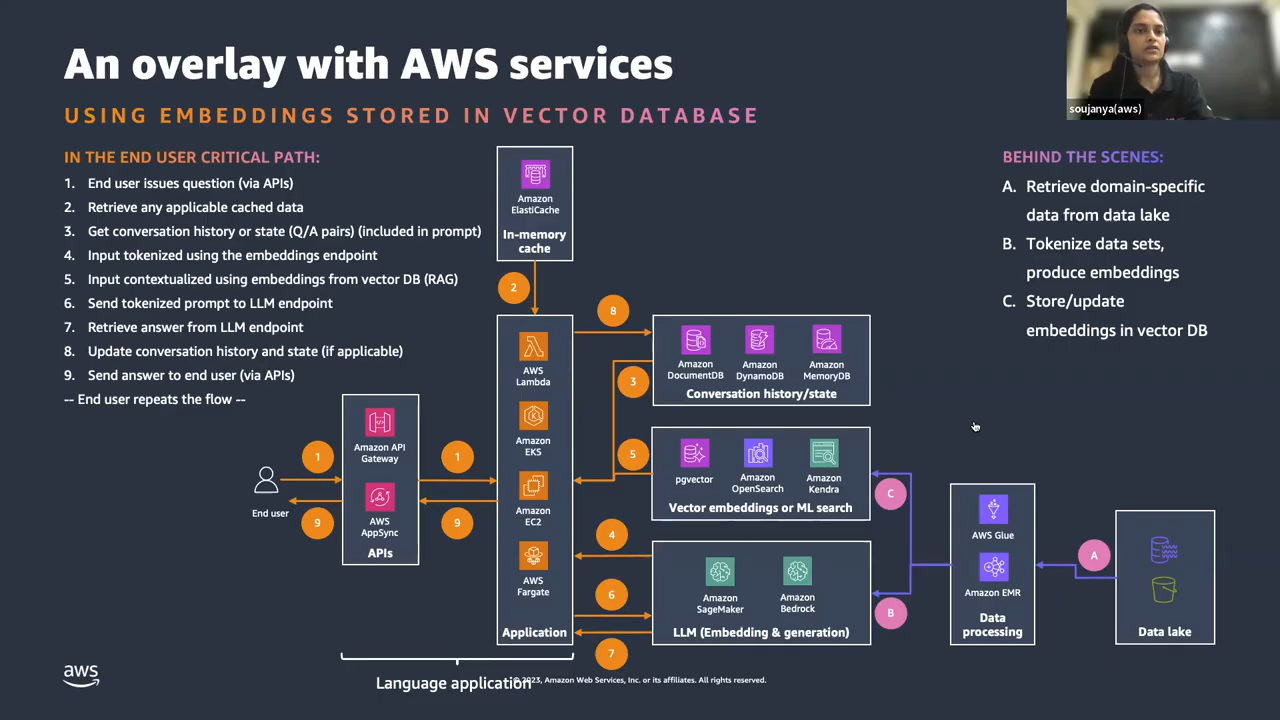 An overlay with AWS services
USING EMBEDDINGS STORED IN VECTOR DATABASE
soujanya(aws)
IN THE END USER CRITICAL PATH:
1. End user issues question (via APIs)
2. Retrieve any applicable cached data
3. Get conversation history or state (Q/A pairs) (included in prompt)
4. Input tokenized using the embeddings endpoint
5. Input contextualized using embeddings from vector DB (RAG)
6. Send tokenized prompt to LLM endpoint
7. Retrieve answer from LLM endpoint
8. Update conversation history and state (if applicable)
9. Send answer to end user (via APIs)
-- End user repeats the flow --
BEHIND THE SCENES:
A. Retrieve domain-specific
data from data lake
B. Tokenize data sets,
produce embeddings
C. Store/update
embeddings in vector DB
Amazon
ElastiCache
In-memory
cache
2
8
3
5
4
6
7
End user
1
9
Amazon API
Gateway
AWS
AppSync
APIs
1
9
AWS
Lambda
Amazon
EKS
Amazon
EC2
AWS
Fargate
Application
Amazon
DocumentDB
Amazon
DynamoDB
Amazon
MemoryDB
Conversation history/state
pgvector
Amazon
OpenSearch
Amazon
Kendra
Vector embeddings or ML search
Amazon
SageMaker
Amazon
Bedrock
LLM (Embedding & generation)
C
B
AWS Glue
Amazon EMR
Data
processing
A
Data lake
aws
Language application
© 2023, Amazon Web Services, Inc. or its affiliates. All rights reserved.